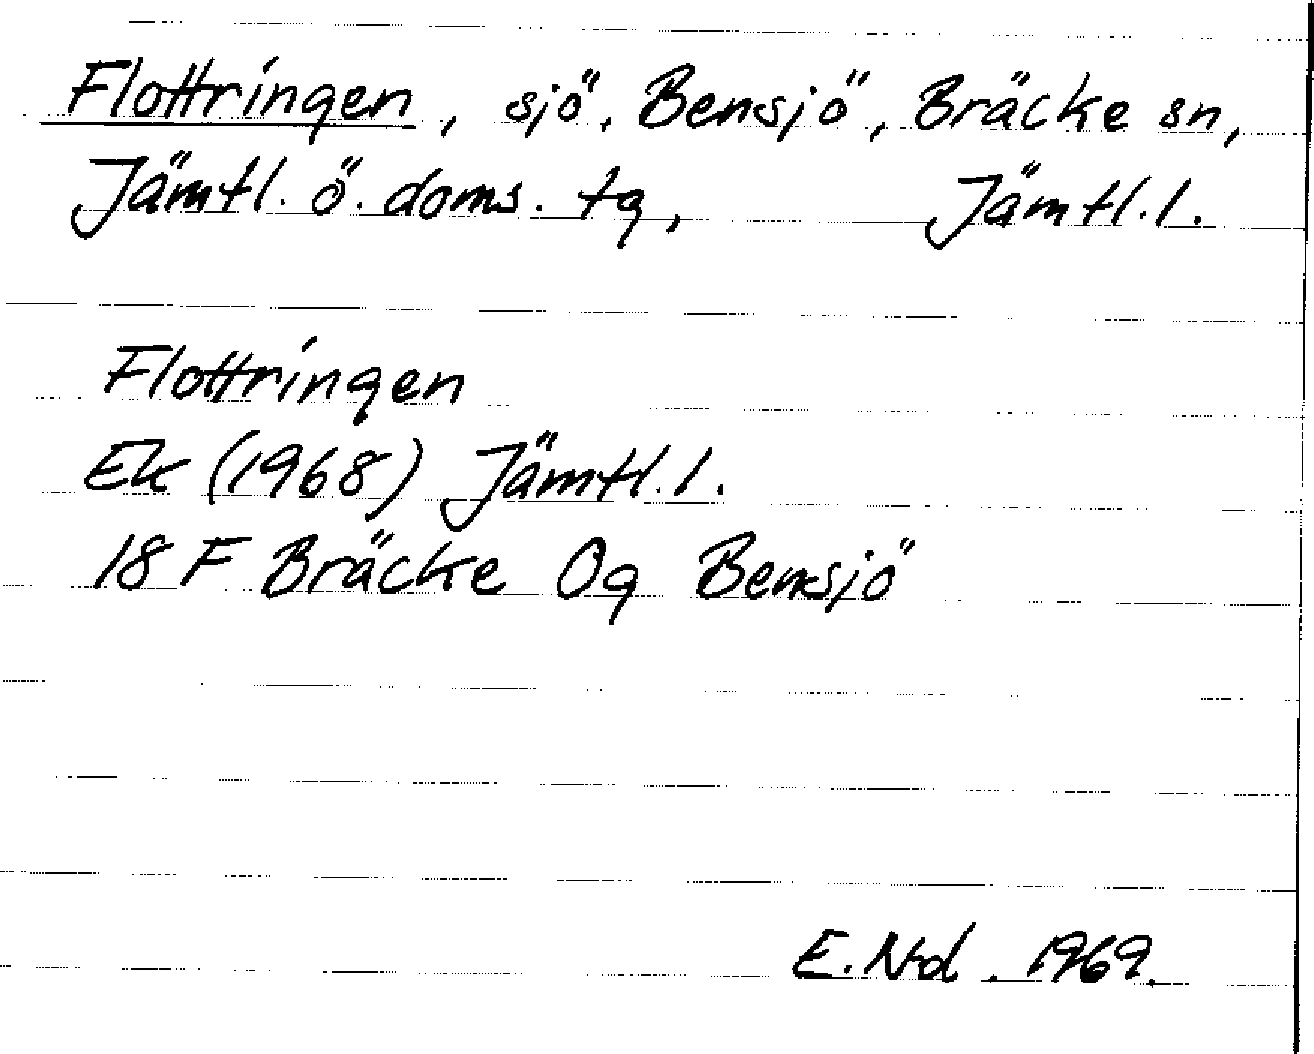 Flottringen, sjö, Bensjö, Bräcke sn,
Jämtl. ö. doms. tg, Jämtl. l.
Flottringen
Ek (1968) Jämtl. l.
18 F Bräcke Og Bensjö
E. Nd. 1969.